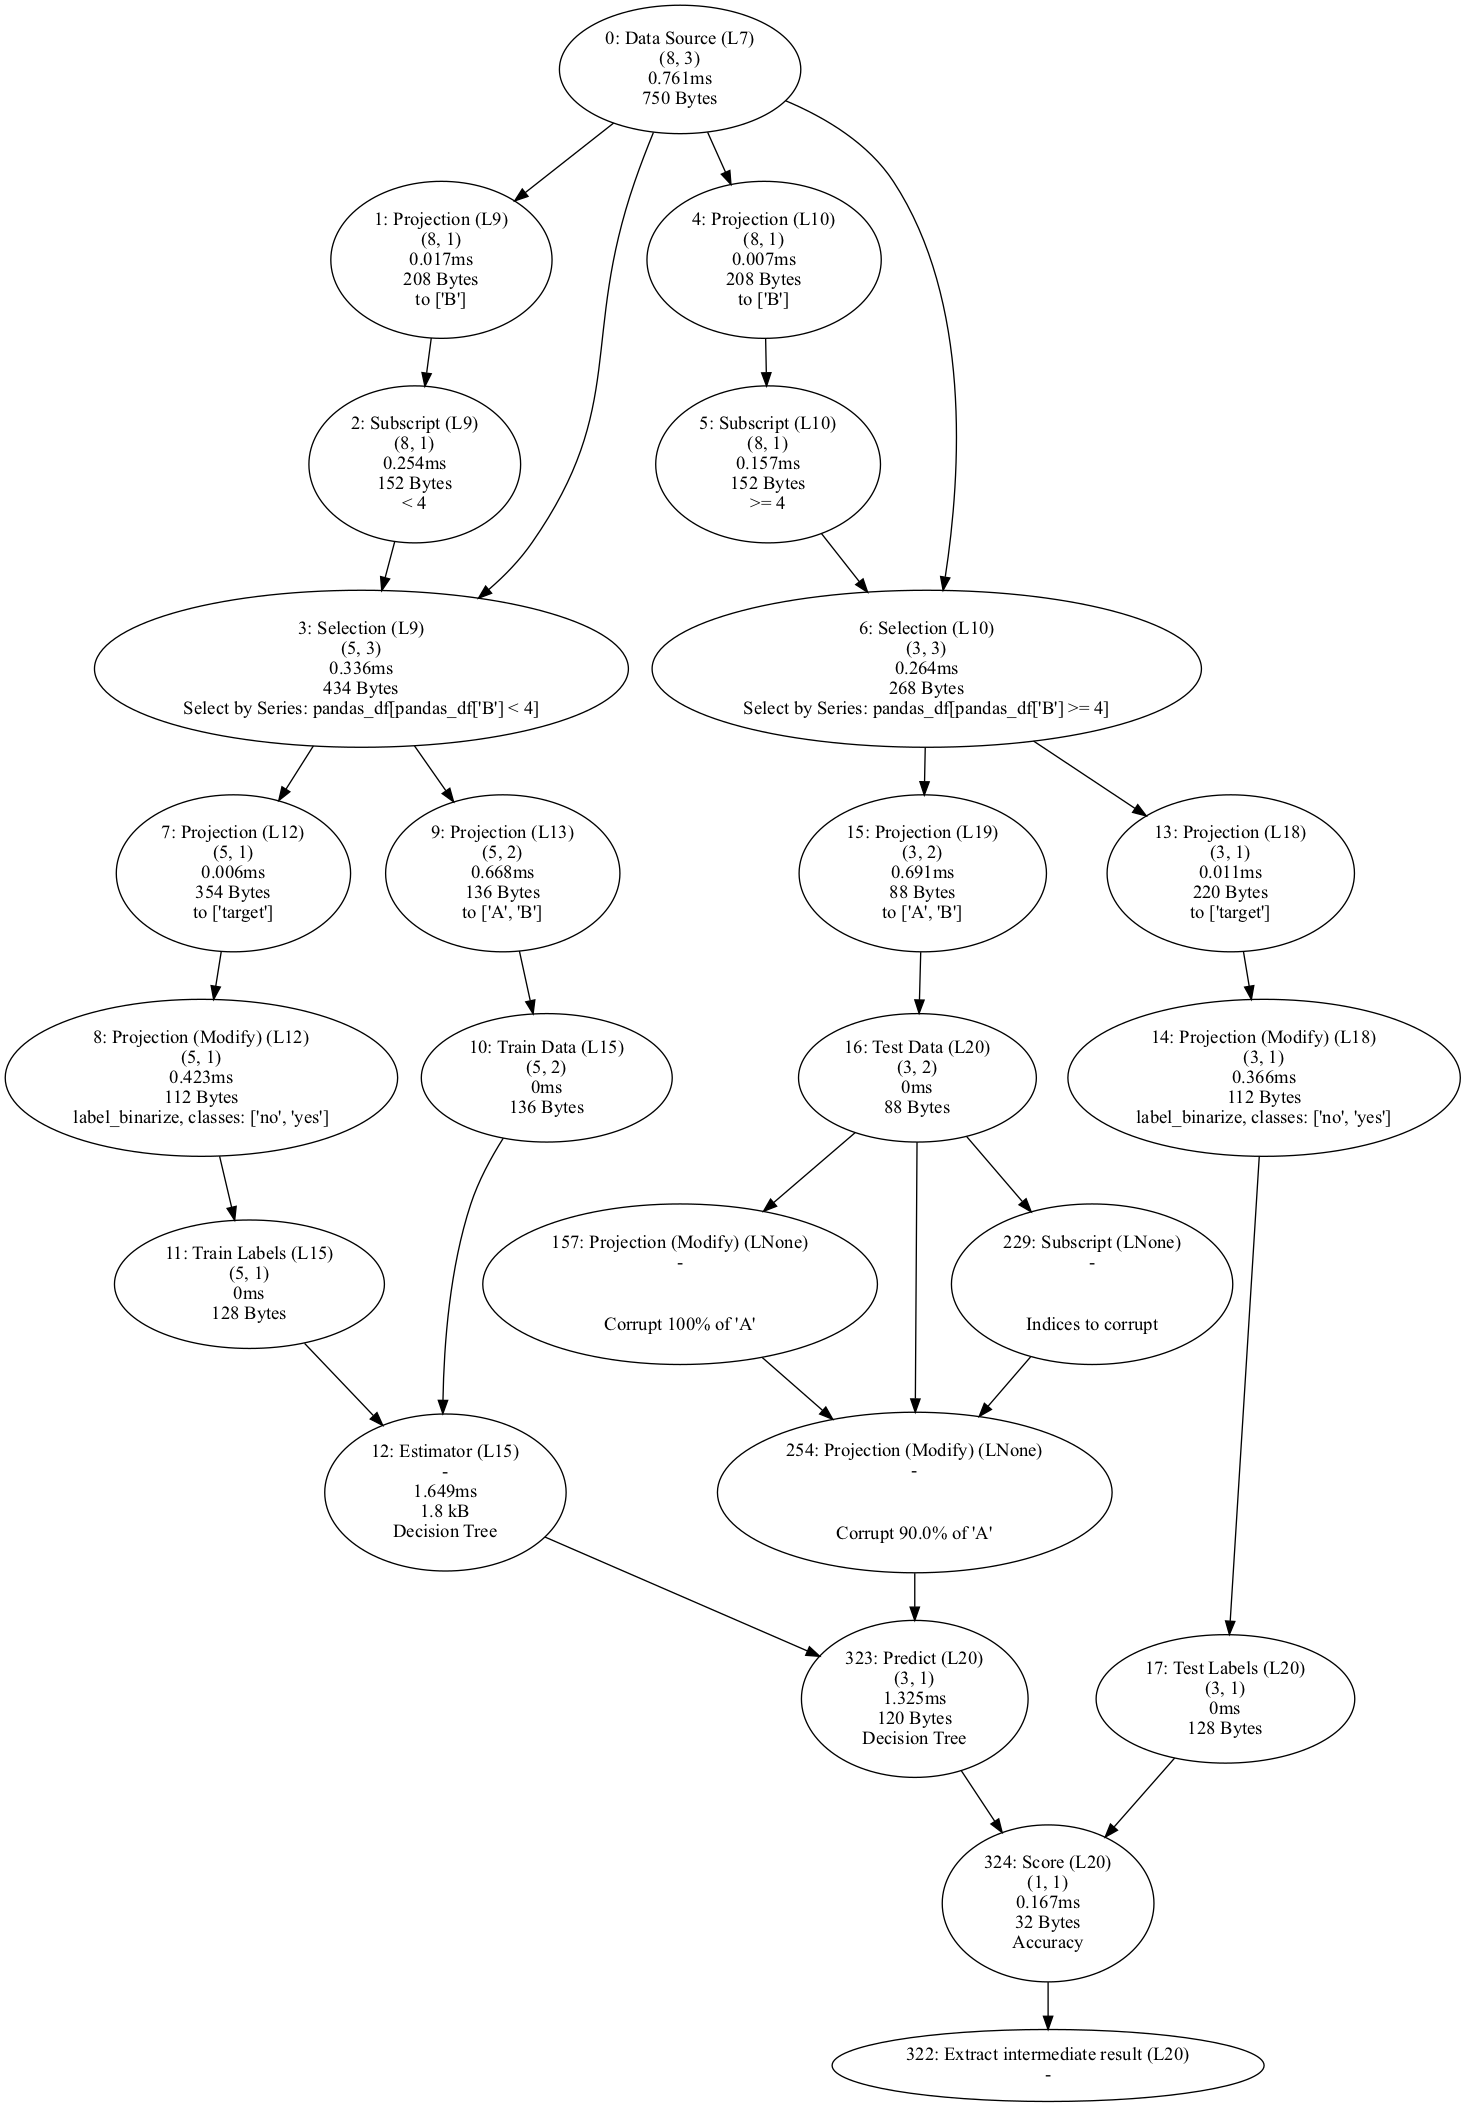 0: Data Source (L7)
(8, 3)
0.761ms
750 Bytes
1: Projection (L9)
(8, 1)
0.017ms
208 Bytes
to ['B']
4: Projection (L10)
(8, 1)
0.007ms
208 Bytes
to ['B']
2: Subscript (L9)
(8, 1)
0.254ms
152 Bytes
< 4
5: Subscript (L10)
(8, 1)
0.157ms
152 Bytes
>= 4
3: Selection (L9)
(5, 3)
0.336ms
434 Bytes
Select by Series: pandas_df[pandas_df['B'] < 4]
6: Selection (L10)
(3, 3)
0.264ms
268 Bytes
Select by Series: pandas_df[pandas_df['B'] >= 4]
7: Projection (L12)
(5, 1)
0.006ms
354 Bytes
to ['target']
9: Projection (L13)
(5, 2)
0.668ms
136 Bytes
to ['A', 'B']
15: Projection (L19)
(3, 2)
0.691ms
88 Bytes
to ['A', 'B']
13: Projection (L18)
(3, 1)
0.011ms
220 Bytes
to ['target']
8: Projection (Modify) (L12)
(5, 1)
0.423ms
112 Bytes
label_binarize, classes: ['no', 'yes']
10: Train Data (L15)
(5, 2)
0ms
136 Bytes
16: Test Data (L20)
(3, 2)
0ms
88 Bytes
14: Projection (Modify) (L18)
(3, 1)
0.366ms
112 Bytes
label_binarize, classes: ['no', 'yes']
11: Train Labels (L15)
(5, 1)
0ms
128 Bytes
157: Projection (Modify) (LNone)
-
Corrupt 100% of 'A'
229: Subscript (LNone)
-
Indices to corrupt
12: Estimator (L15)
-
1.649ms
1.8 kB
Decision Tree
254: Projection (Modify) (LNone)
-
Corrupt 90.0% of 'A'
323: Predict (L20)
(3, 1)
1.325ms
120 Bytes
Decision Tree
17: Test Labels (L20)
(3, 1)
0ms
128 Bytes
324: Score (L20)
(1, 1)
0.167ms
32 Bytes
Accuracy
322: Extract intermediate result (L20)
-